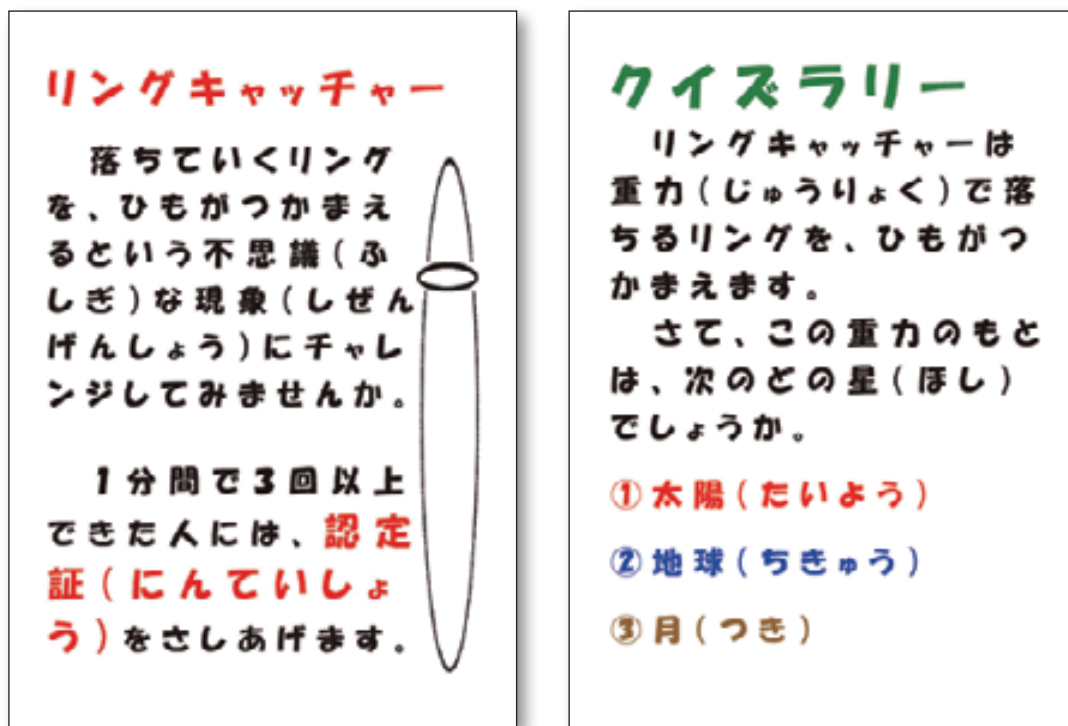 リングキャッチャー
　落ちていくリング
を、ひもがつかまえ
るという不思議(ふ
しぎ)な現象(しぜん
げんしょう)にチャレ
ンジしてみませんか。
　1分間で3回以上
できた人には、認定
証(にんていしょ
う)をさしあげます。
クイズラリー
　リングキャッチャーは
重力(じゅうりょく)で落
ちるリングを、ひもがつ
かまえます。
　さて、この重力のもと
は、次のどの星(ほし)
でしょうか。
①太陽(たいよう)
②地球(ちきゅう)
③月(つき)